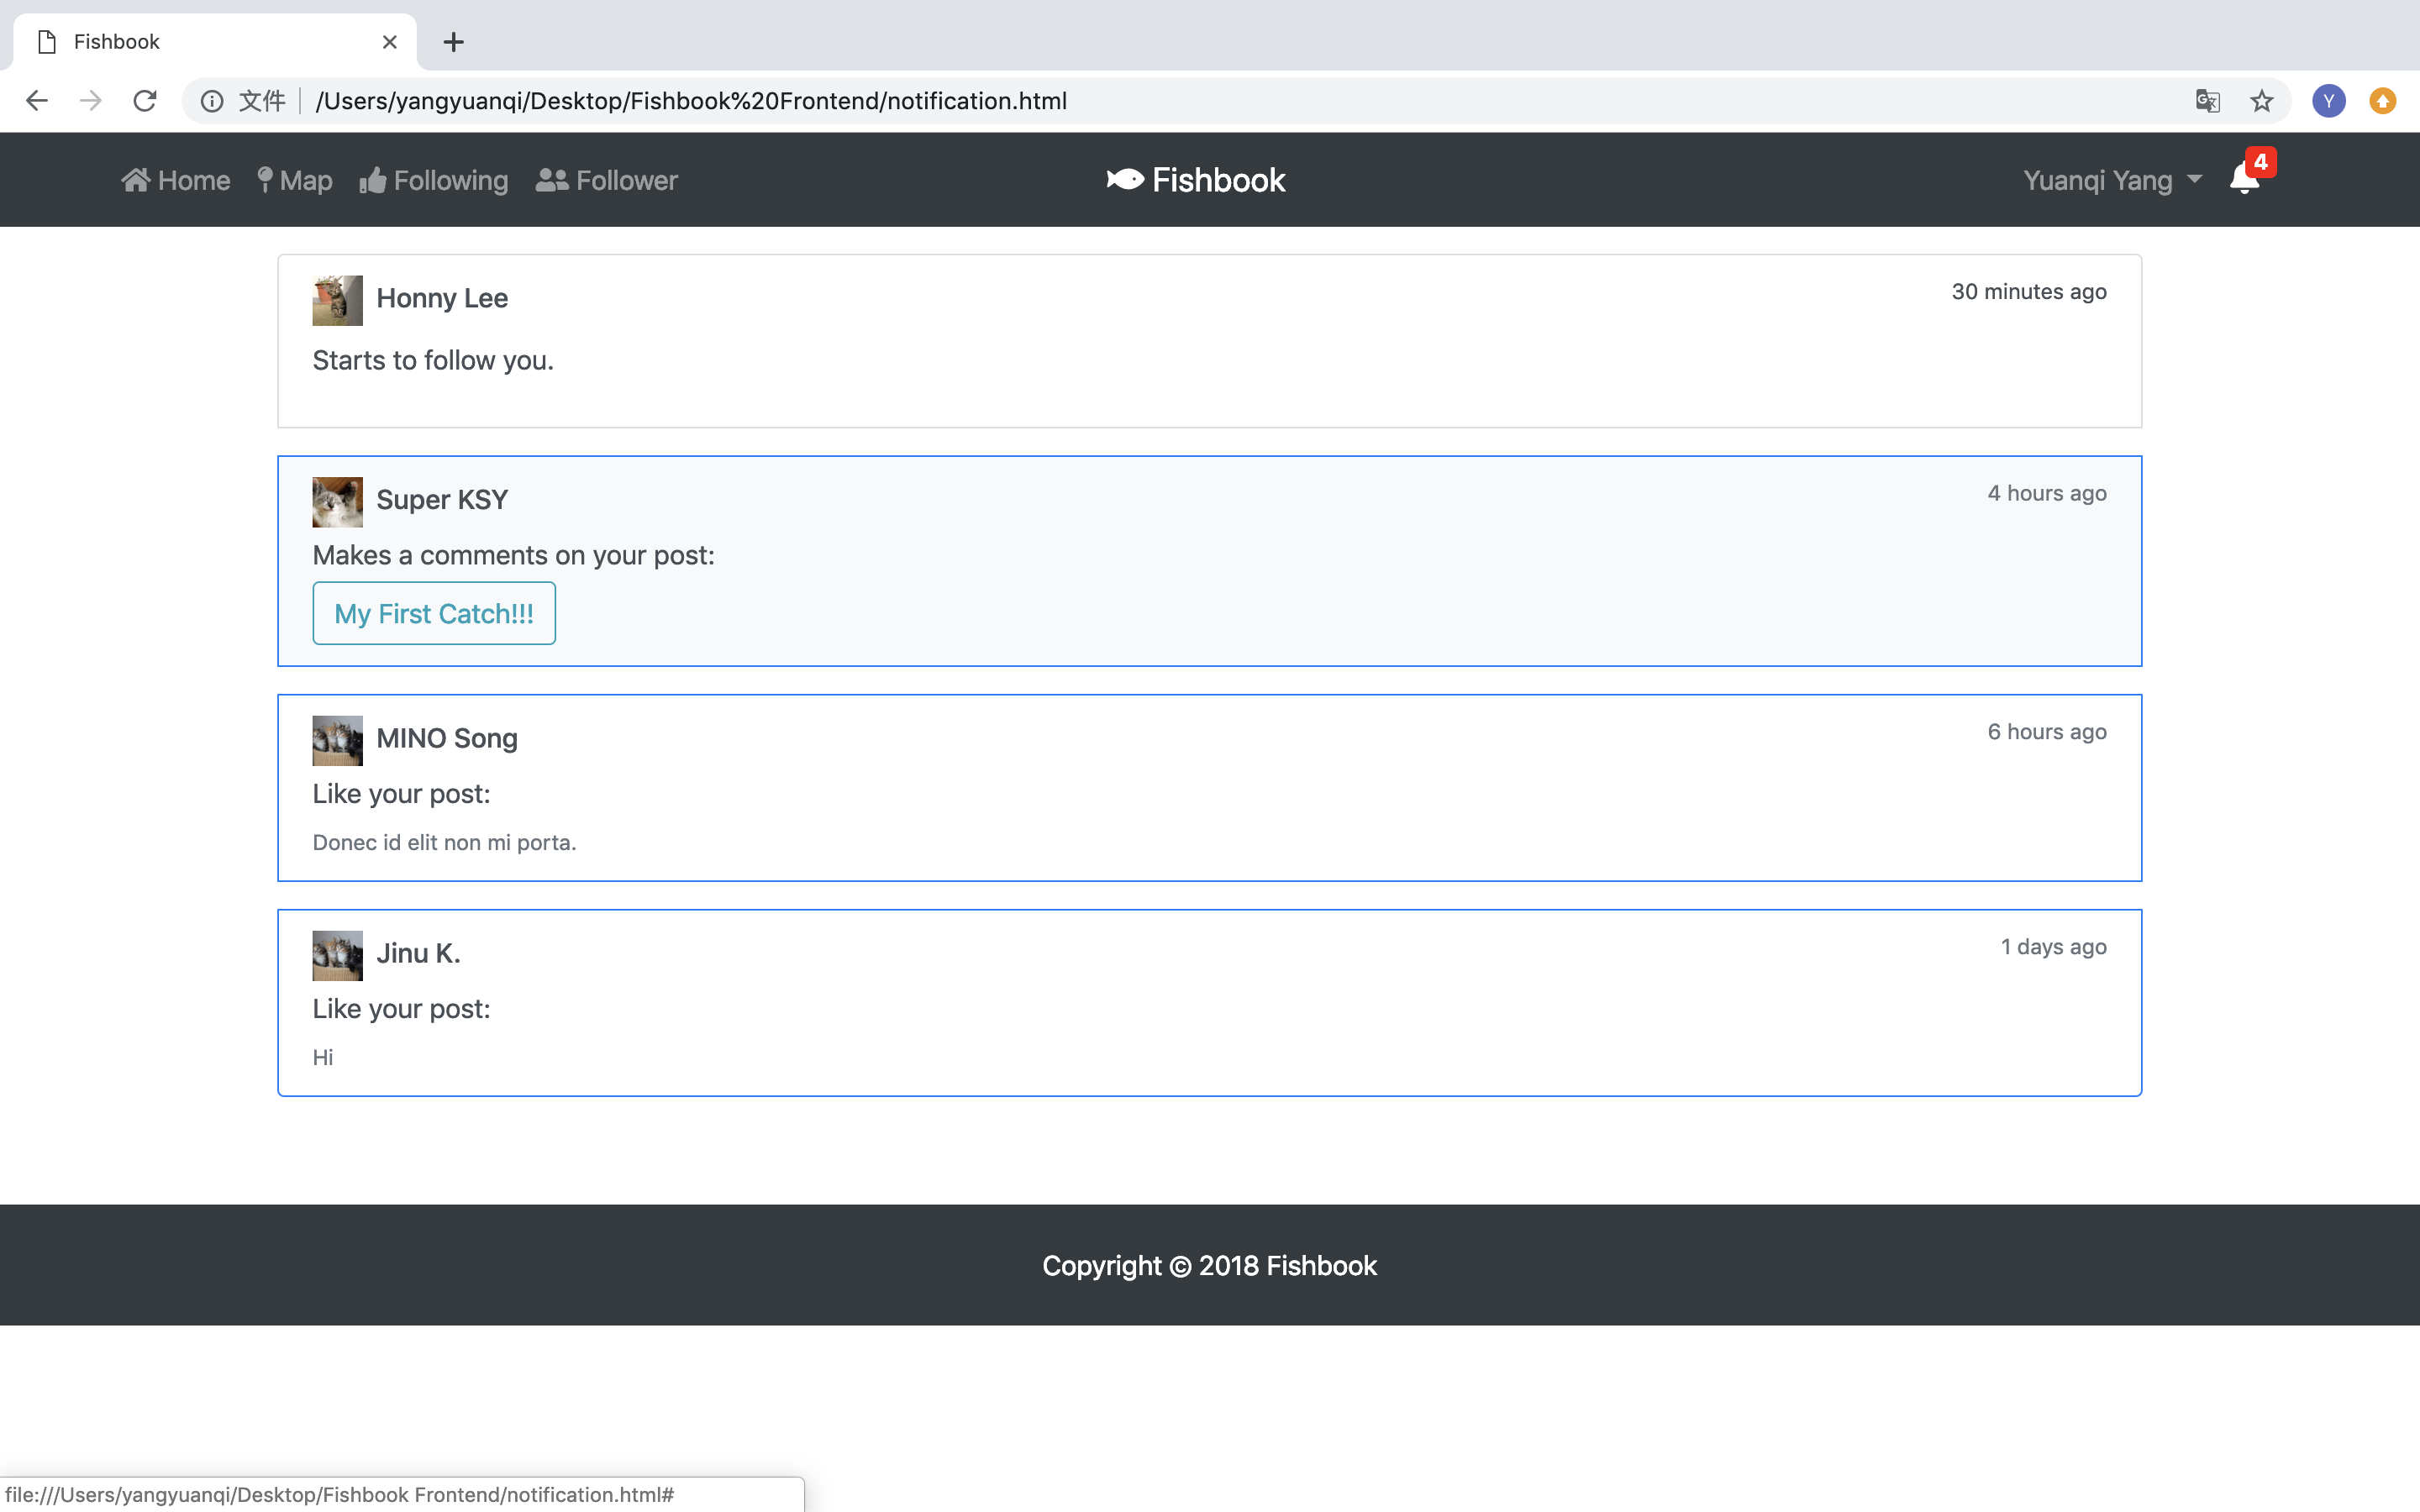 Fishbook
文件 /Users/yangyuanqi/Desktop/Fishbook%20Frontend/notification.html
Y
Home Map Following Follower Fishbook Yuanqi Yang 4
Honny Lee 30 minutes ago
Starts to follow you.
Super KSY 4 hours ago
Makes a comments on your post:
My First Catch!!!
MINO Song 6 hours ago
Like your post:
Donec id elit non mi porta.
Jinu K. 1 days ago
Like your post:
Hi
Copyright © 2018 Fishbook
file:///Users/yangyuanqi/Desktop/Fishbook Frontend/notification.html#